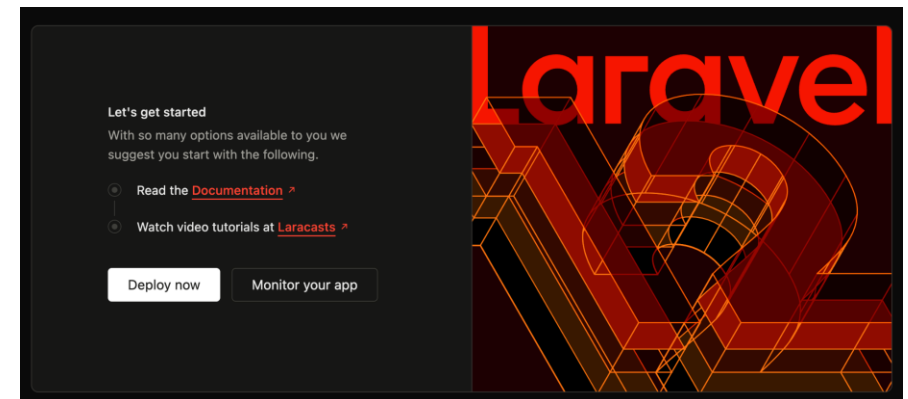 Let's get started
With so many options available to you we
suggest you start with the following.
Read the Documentation ↗
Watch video tutorials at Laracasts ↗
Deploy now
Monitor your app
Laravel
12